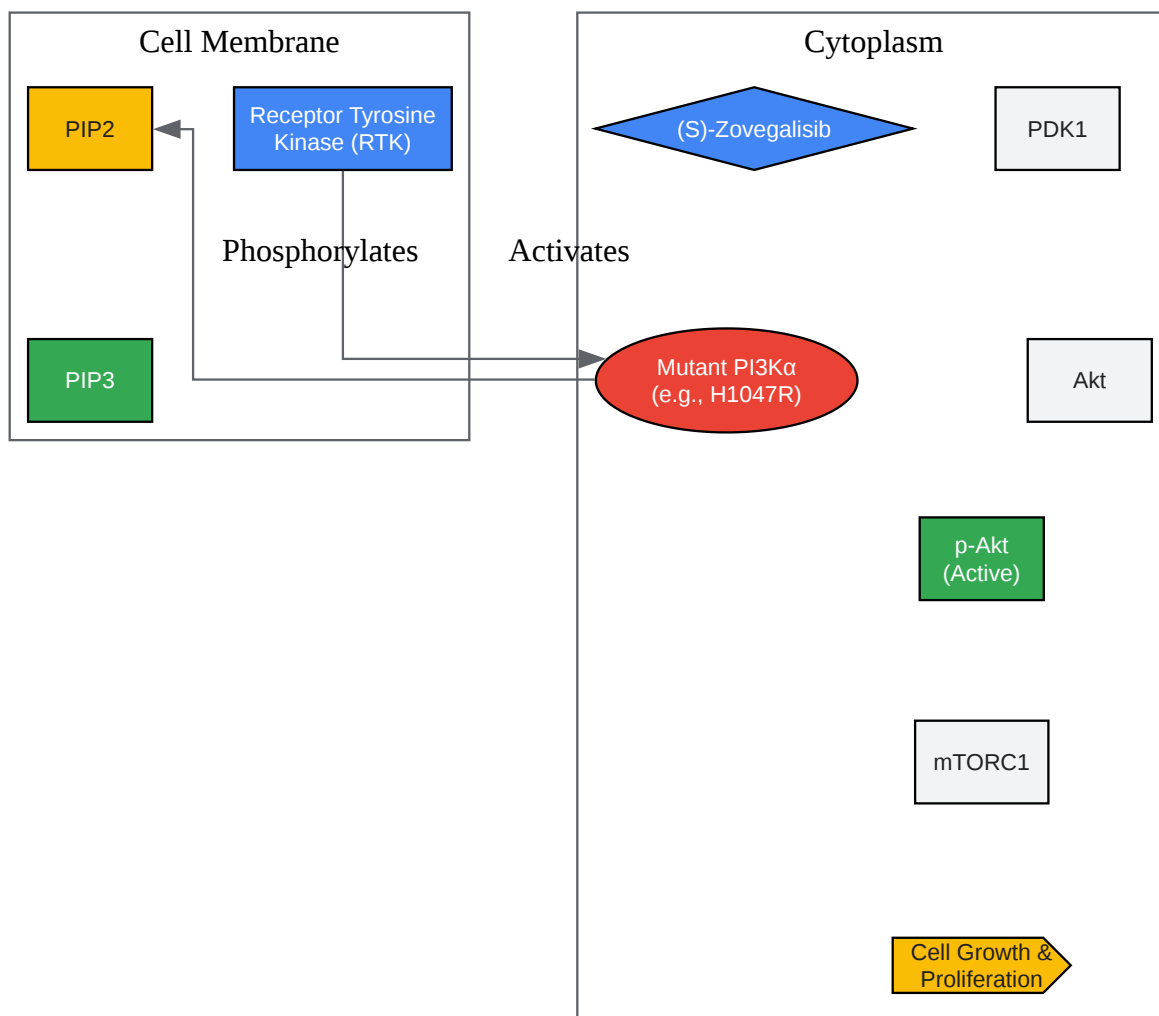 Cell Membrane
Cytoplasm
PIP2
Receptor Tyrosine
Kinase (RTK)
(S)-Zovegalisib
PDK1
Phosphorylates
Activates
PIP3
Mutant PI3Kα
(e.g., H1047R)
Akt
p-Akt
(Active)
mTORC1
Cell Growth &
Proliferation